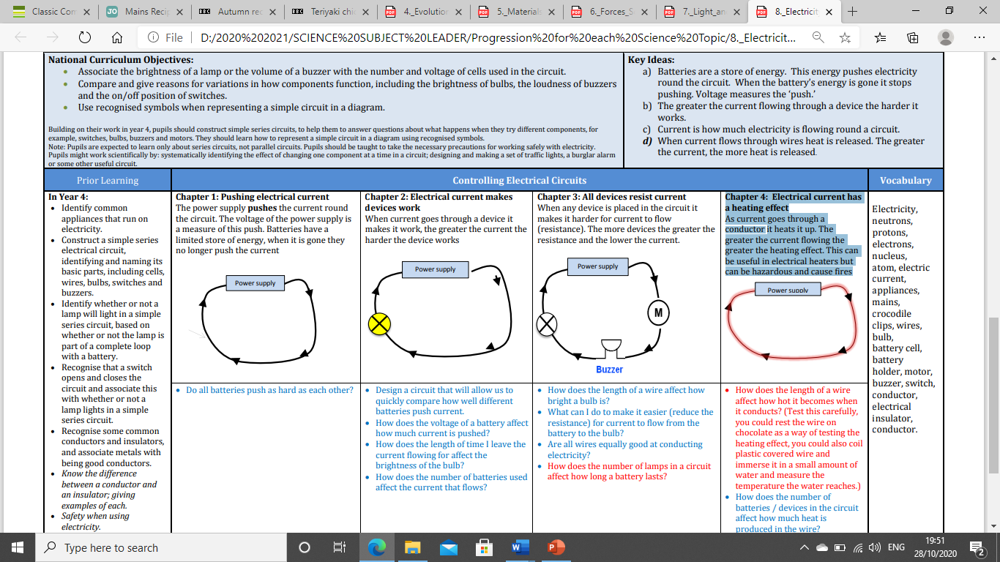 Classic Con
Mains Recip
Autumn rec
Teriyaki chi
4._Evolution
5._Materials
6._Forces_S
7._Light_an
8._Electricit
File D:/2020%202021/SCIENCE%20SUBJECT%20LEADER/Progression%20for%20each%20Science%20Topic/8._Electricit...
National Curriculum Objectives:
• Associate the brightness of a lamp or the volume of a buzzer with the number and voltage of cells used in the circuit.
• Compare and give reasons for variations in how components function, including the brightness of bulbs, the loudness of buzzers
and the on/off position of switches.
• Use recognised symbols when representing a simple circuit in a diagram.
Building on their work in year 4, pupils should construct simple series circuits, to help them to answer questions about what happens when they try different components, for
example, switches, bulbs, buzzers and motors. They should learn how to represent a simple circuit in a diagram using recognised symbols.
Note: Pupils are expected to learn only about series circuits, not parallel circuits. Pupils should be taught to take the necessary precautions for working safely with electricity.
Pupils might work scientifically by: systematically identifying the effect of changing one component at a time in a circuit; designing and making a set of traffic lights, a burglar alarm
or some other useful circuit.
Key Ideas:
a) Batteries are a store of energy. This energy pushes electricity
round the circuit. When the battery's energy is gone it stops
pushing. Voltage measures the 'push.'
b) The greater the current flowing through a device the harder it
works.
c) Current is how much electricity is flowing round a circuit.
d) When current flows through wires heat is released. The greater
the current, the more heat is released.
Prior Learning
Controlling Electrical Circuits
Vocabulary
In Year 4:
• Identify common
appliances that run on
electricity.
• Construct a simple series
electrical circuit,
identifying and naming its
basic parts, including cells,
wires, bulbs, switches and
buzzers.
• Identify whether or not a
lamp will light in a simple
series circuit, based on
whether or not the lamp is
part of a complete loop
with a battery.
• Recognise that a switch
opens and closes the
circuit and associate this
with whether or not a
lamp lights in a simple
series circuit.
• Recognise some common
conductors and insulators,
and associate metals with
being good conductors.
• Know the difference
between a conductor and
an insulator; giving
examples of each.
• Safety when using
electricity.
Chapter 1: Pushing electrical current
The power supply pushes the current round
the circuit. The voltage of the power supply is
a measure of this push. Batteries have a
limited store of energy, when it is gone they
no longer push the current
Power supply
• Do all batteries push as hard as each other?
Chapter 2: Electrical current makes
devices work
When current goes through a device it
makes it work, the greater the current the
harder the device works
Power supply
• Design a circuit that will allow us to
quickly compare how well different
batteries push current.
• How does the voltage of a battery affect
how much current is pushed?
• How does the length of time I leave the
current flowing for affect the
brightness of the bulb?
• How does the number of batteries used
affect the current that flows?
Chapter 3: All devices resist current
When any device is placed in the circuit it
makes it harder for current to flow
(resistance). The more devices the greater the
resistance and the lower the current.
Power supply
M
Buzzer
• How does the length of a wire affect how
bright a bulb is?
• What can I do to make it easier (reduce the
resistance) for current to flow from the
battery to the bulb?
• Are all wires equally good at conducting
electricity?
• How does the number of lamps in a circuit
affect how long a battery lasts?
Chapter 4: Electrical current has
a heating effect
As current goes through a
conductor it heats it up. The
greater the current flowing the
greater the heating effect. This can
be useful in electrical heaters but
can be hazardous and cause fires
Power supply
• How does the length of a wire
affect how hot it becomes when
it conducts? (Test this carefully,
you could rest the wire on
chocolate as a way of testing the
heating effect, you could also coil
plastic covered wire and
immerse it in a small amount of
water and measure the
temperature the water reaches.)
• How does the number of
batteries / devices in the circuit
affect how much heat is
produced in the wire?
Electricity,
neutrons,
protons,
electrons,
nucleus,
atom, electric
current,
appliances,
mains,
crocodile
clips, wires,
bulb,
battery cell,
battery
holder, motor,
buzzer, switch,
conductor,
electrical
insulator,
conductor.
Type here to search
ENG
19:51
28/10/2020
2